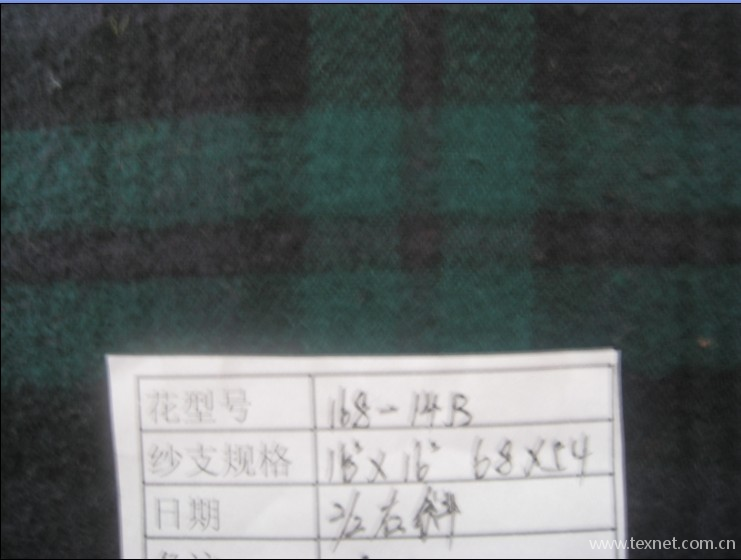 花型号 168-14B
纱支规格 16ˢ×16ˢ 68×54
日期 2/2右斜
www.texnet.com.cn